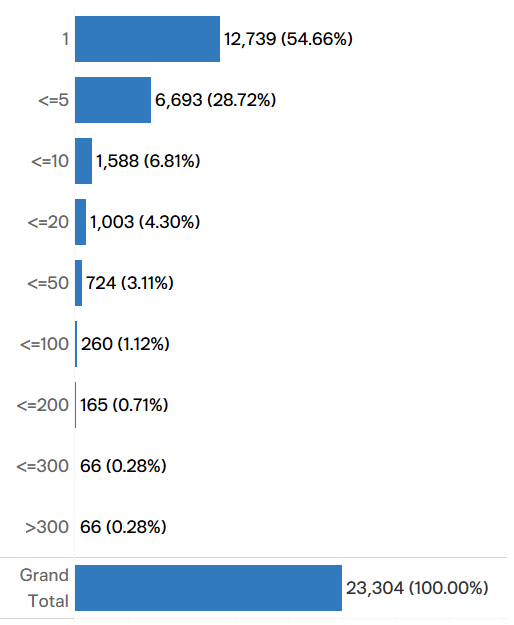 1 12,739 (54.66%)
<=5 6,693 (28.72%)
<=10 1,588 (6.81%)
<=20 1,003 (4.30%)
<=50 724 (3.11%)
<=100 260 (1.12%)
<=200 165 (0.71%)
<=300 66 (0.28%)
>300 66 (0.28%)
Grand
Total 23,304 (100.00%)